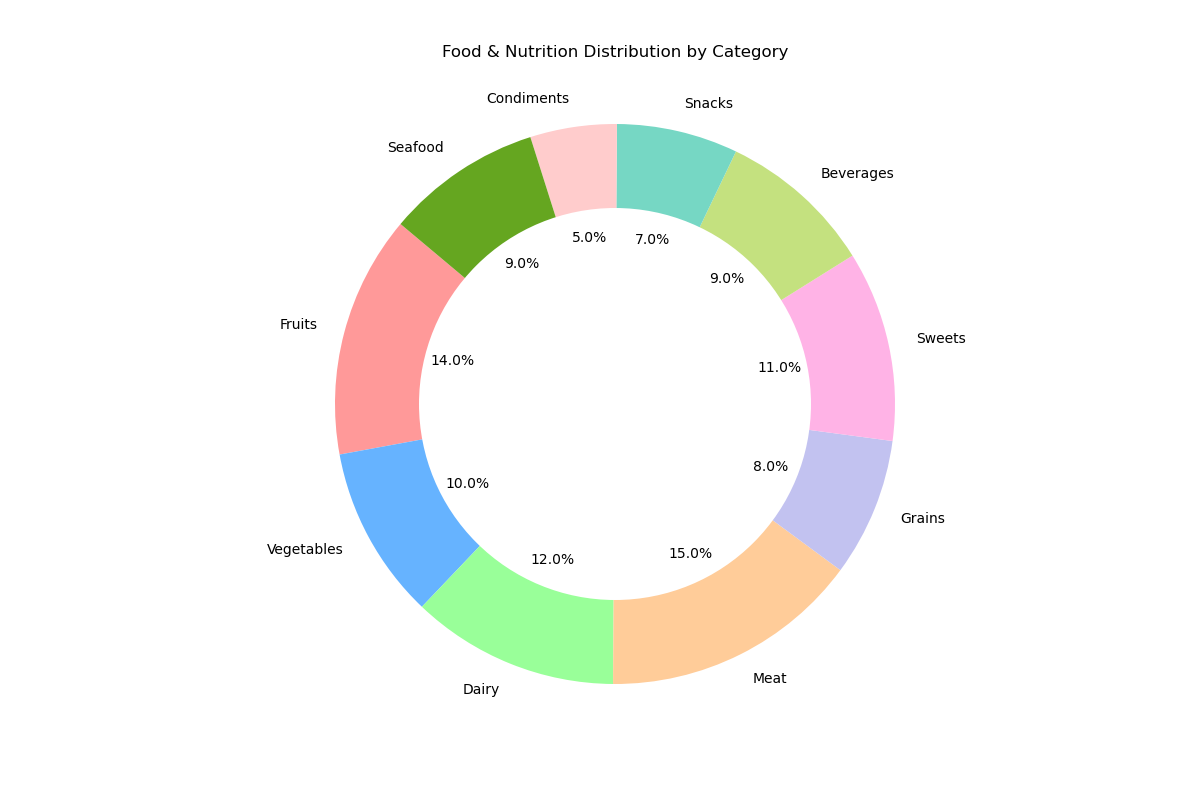 Food & Nutrition Distribution by Category
Condiments
Snacks
Seafood
Beverages
5.0%
7.0%
9.0%
9.0%
Fruits
Sweets
14.0%
11.0%
10.0%
8.0%
Grains
Vegetables
12.0%
15.0%
Dairy
Meat